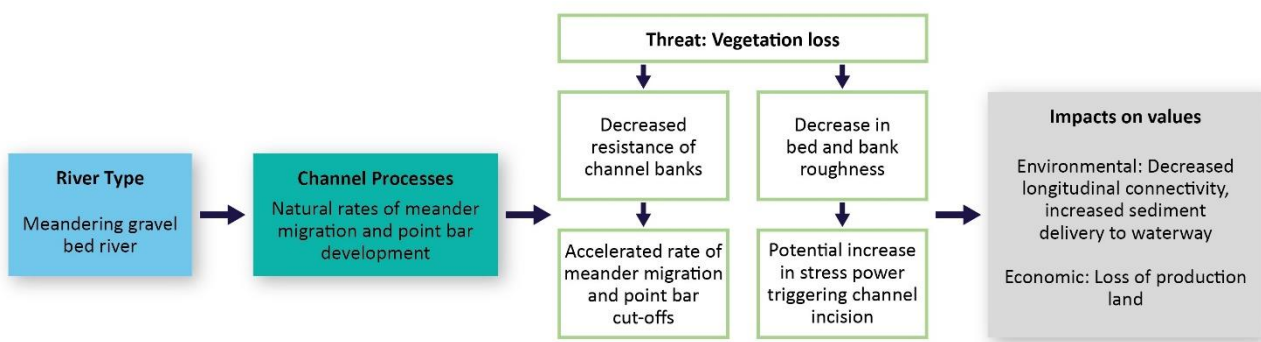 River Type
Meandering gravel
bed river
Channel Processes
Natural rates of meander
migration and point bar
development
Threat: Vegetation loss
Decreased
resistance of
channel banks
Accelerated rate of
meander migration
and point bar
cut-offs
Decrease in
bed and bank
roughness
Potential increase
in stress power
triggering channel
incision
Impacts on values
Environmental: Decreased
longitudinal connectivity,
increased sediment
delivery to waterway
Economic: Loss of production
land